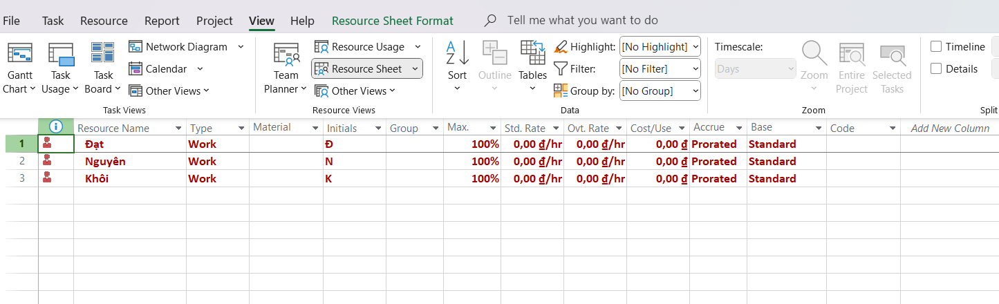 File Task Resource Report Project View Help Resource Sheet Format Tell me what you want to do
Gantt Chart
Task Usage
Task Board
Network Diagram
Calendar
Other Views
Task Views
Team Planner
Resource Usage
Resource Sheet
Other Views
Resource Views
Sort
Outline
Tables
Highlight: [No Highlight]
Filter: [No Filter]
Group by: [No Group]
Data
Timescale:
Days
Zoom
Entire Project
Selected Tasks
Zoom
Timeline
Details
Split
Resource Name Type Material Initials Group Max. Std. Rate Ovt. Rate Cost/Use Accrue Base Code Add New Column
1 Đạt Work Đ 100% 0,00 ₫/hr 0,00 ₫/hr 0,00 ₫ Prorated Standard
2 Nguyên Work N 100% 0,00 ₫/hr 0,00 ₫/hr 0,00 ₫ Prorated Standard
3 Khôi Work K 100% 0,00 ₫/hr 0,00 ₫/hr 0,00 ₫ Prorated Standard